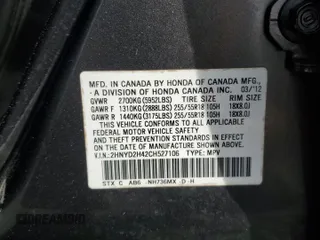 MFD. IN CANADA BY HONDA OF CANADA MFG.,
- A DIVISION OF HONDA CANADA INC. 03/'12
GVWR 2700KG(5952LBS) TIRE SIZE RIM SIZE
GAWR F 1310KG(2888LBS) 255/55R18 105H 18X8.0J
GAWR R 1440KG(3175LBS) 255/55R18 105H 18X8.0J
THIS VEHICLE CONFORMS TO ALL APPLICABLE
FEDERAL MOTOR VEHICLE SAFETY AND THEFT
PREVENTION STANDARDS IN EFFECT ON THE
DATE OF MANUFACTURE SHOWN ABOVE.
V.I.N.:2HNYD2H42CH527106 TYPE: MPV
STX C AB6 NH736MX D-H